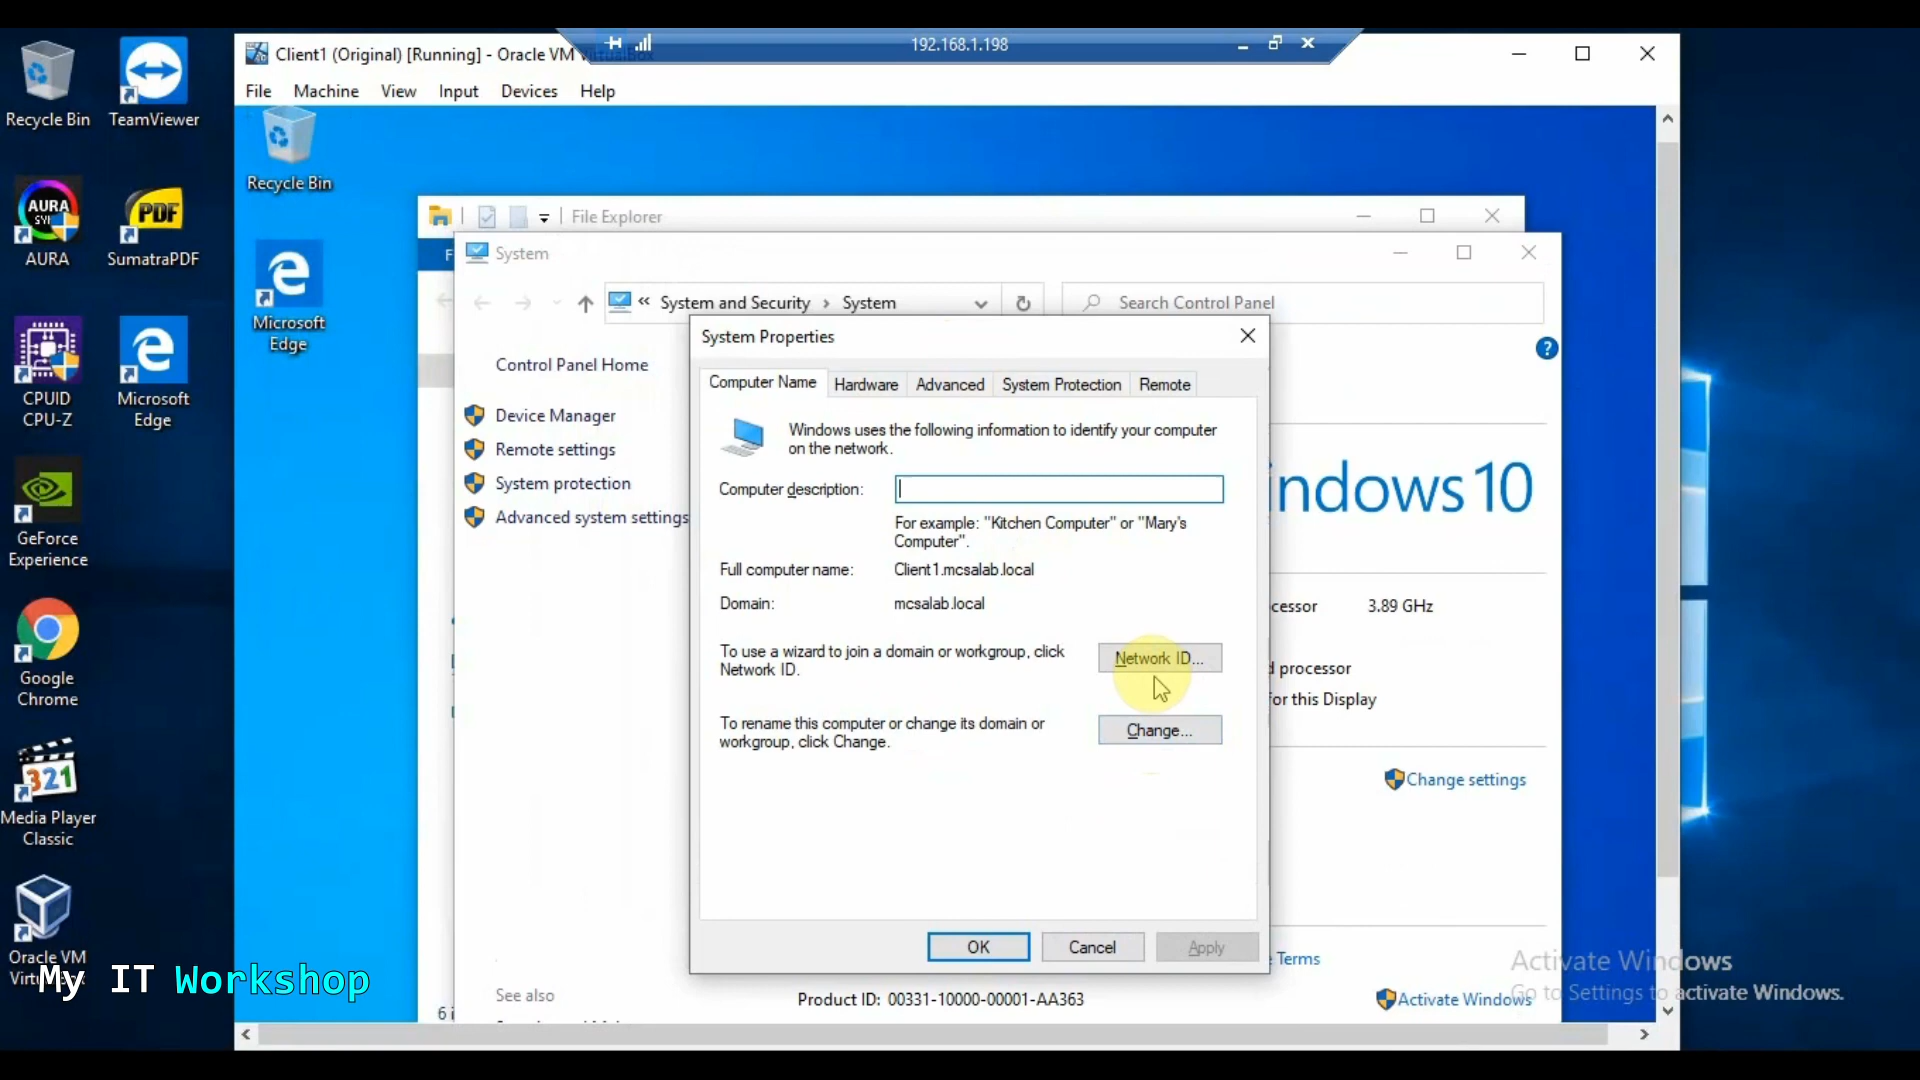 192.168.1.198
Client1 (Original) [Running] - Oracle VM
File Machine View Input Devices Help
Recycle Bin
TeamViewer
AURA
SumatraPDF
CPUID
CPU-Z
Microsoft
Edge
GeForce
Experience
Google
Chrome
Media Player
Classic
Oracle VM
My IT Workshop
Recycle Bin
Microsoft
Edge
File Explorer
System
« System and Security › System
Search Control Panel
Control Panel Home
Device Manager
Remote settings
System protection
Advanced system settings
See also
System Properties
Computer Name Hardware Advanced System Protection Remote
Windows uses the following information to identify your computer
on the network.
Computer description:
For example: "Kitchen Computer" or "Mary's
Computer".
Full computer name: Client1.mcsalab.local
Domain: mcsalab.local
To use a wizard to join a domain or workgroup, click
Network ID.
Network ID...
To rename this computer or change its domain or
workgroup, click Change.
Change...
OK Cancel Apply
indows 10
cessor 3.89 GHz
d processor
for this Display
Change settings
Terms
Product ID: 00331-10000-00001-AA363
Activate Windows
Activate Windows
Go to Settings to activate Windows.